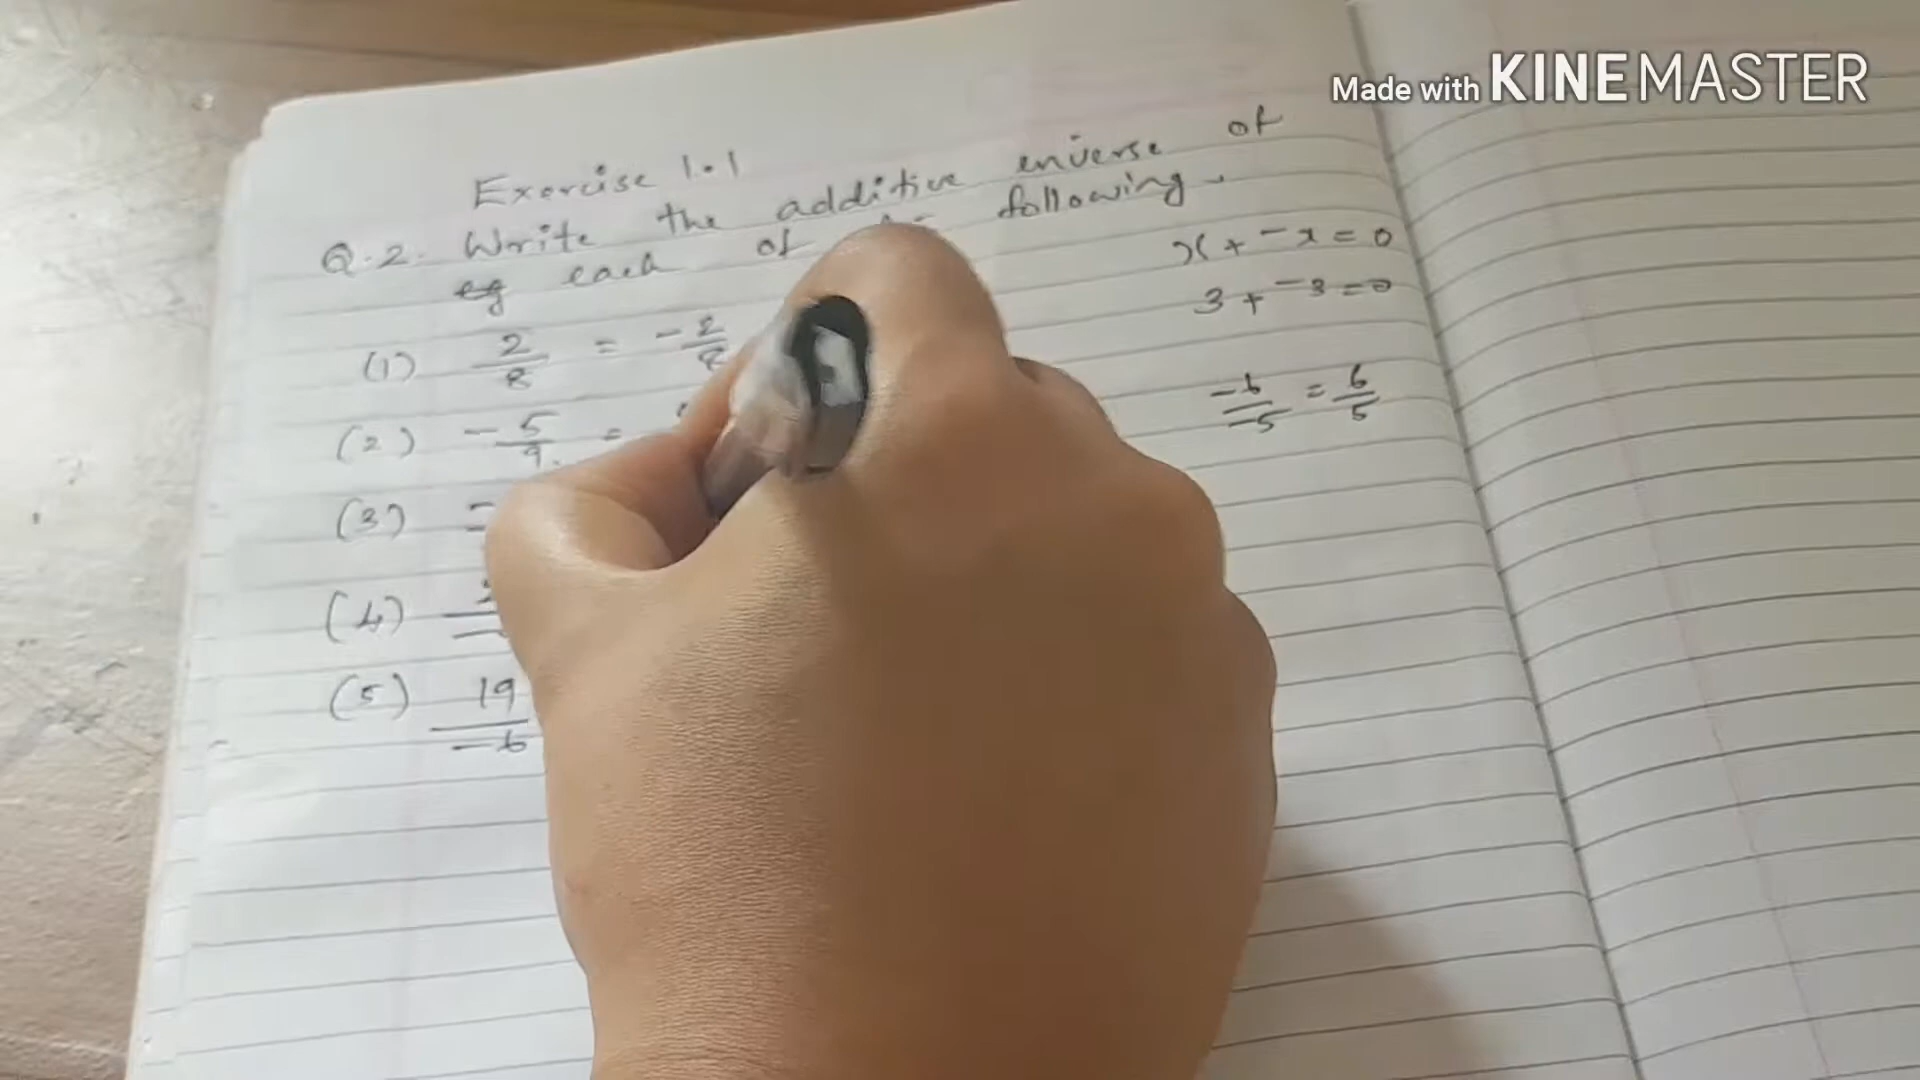 Made with KINEMASTER
Exercise 1.1
Q.2. Write the additive enverse of
each of following.
x + -x = 0
3 + -3 = 0
(1) 2/8 = -2/8
-6/-5 = 6/5
(2) -5/9 =
(3)
(4)
(5) 19/-6